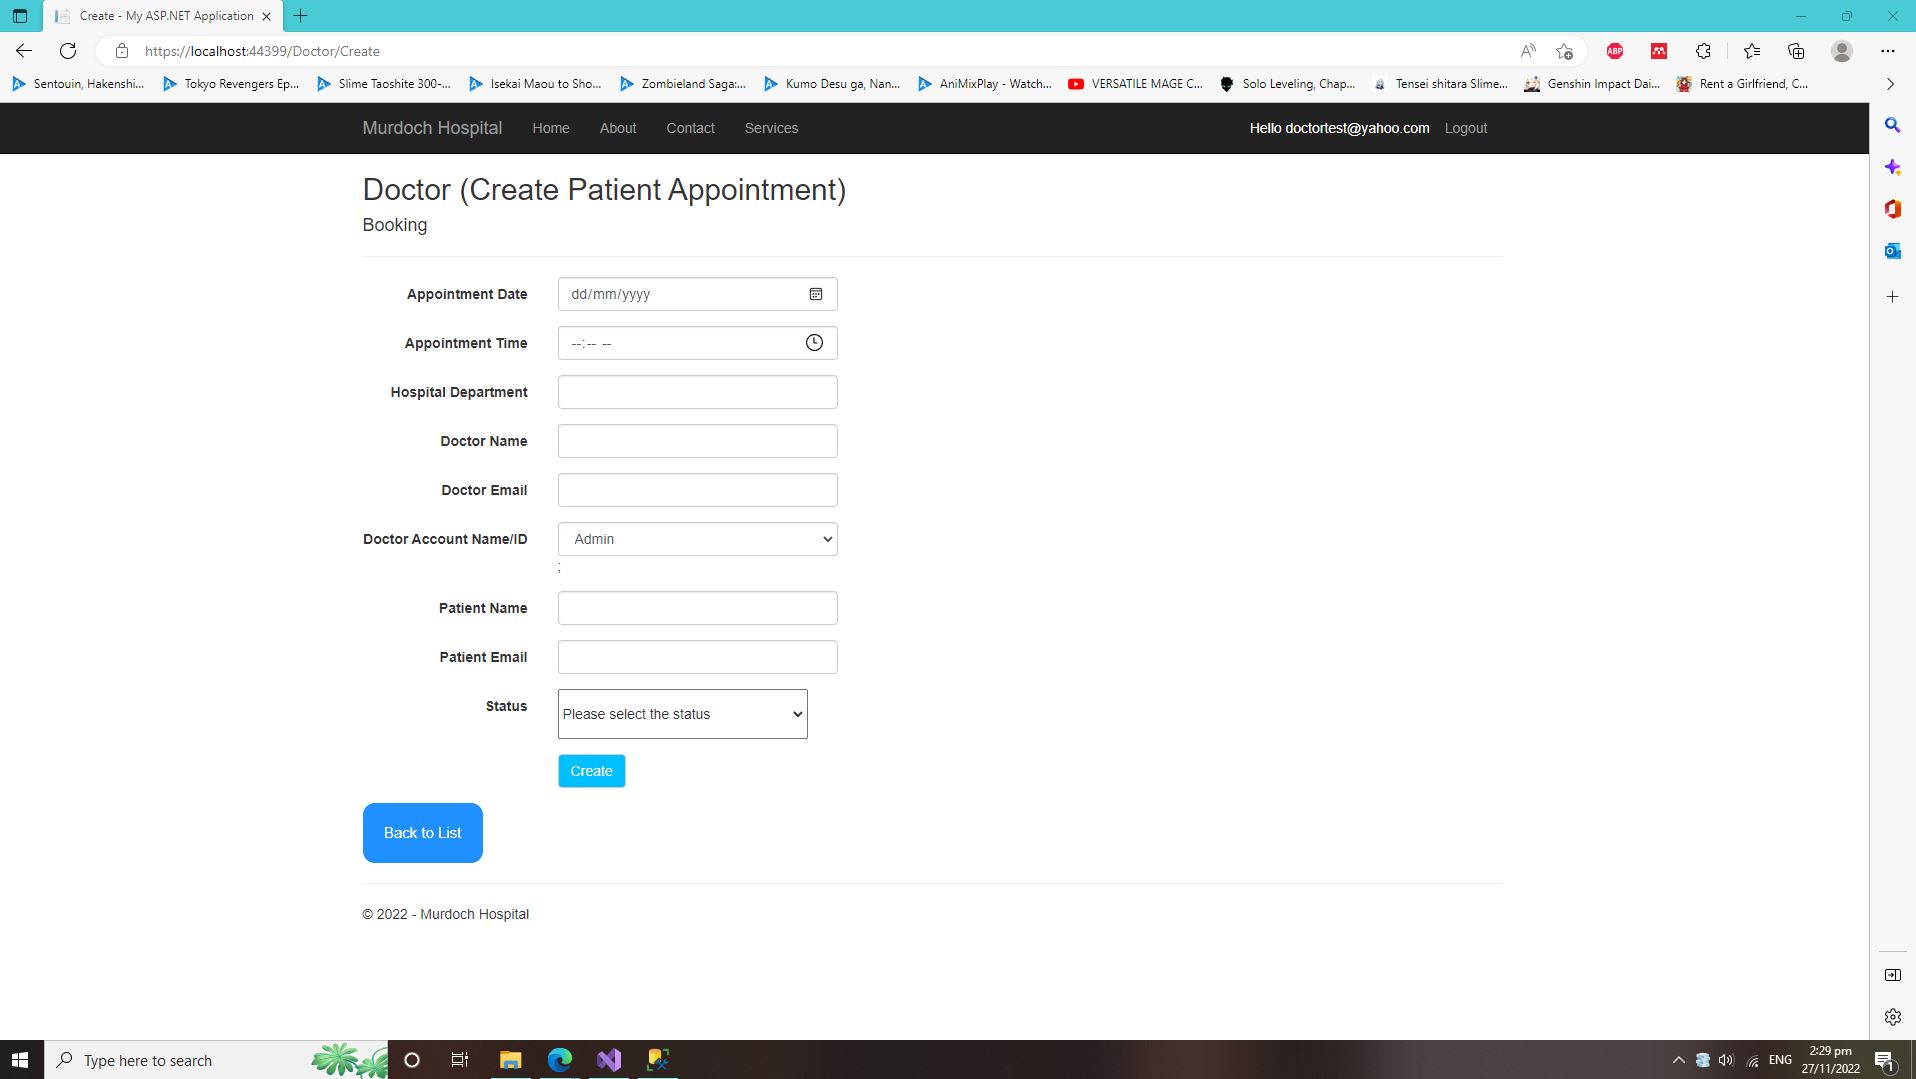 Create - My ASP.NET Application
https://localhost:44399/Doctor/Create
ABP
Sentouin, Hakenshi... Tokyo Revengers Ep... Slime Taoshite 300-... Isekai Maou to Sho... Zombieland Saga:... Kumo Desu ga, Nan... AniMixPlay - Watch... VERSATILE MAGE C... Solo Leveling, Chap... Tensei shitara Slime... Genshin Impact Dai... Rent a Girlfriend, C...
Murdoch Hospital Home About Contact Services Hello doctortest@yahoo.com Logout
Doctor (Create Patient Appointment)
Booking
Appointment Date dd/mm/yyyy
Appointment Time --:-- --
Hospital Department
Doctor Name
Doctor Email
Doctor Account Name/ID Admin
;
Patient Name
Patient Email
Status Please select the status
Create
Back to List
© 2022 - Murdoch Hospital
Type here to search
ENG
2:29 pm
27/11/2022
1